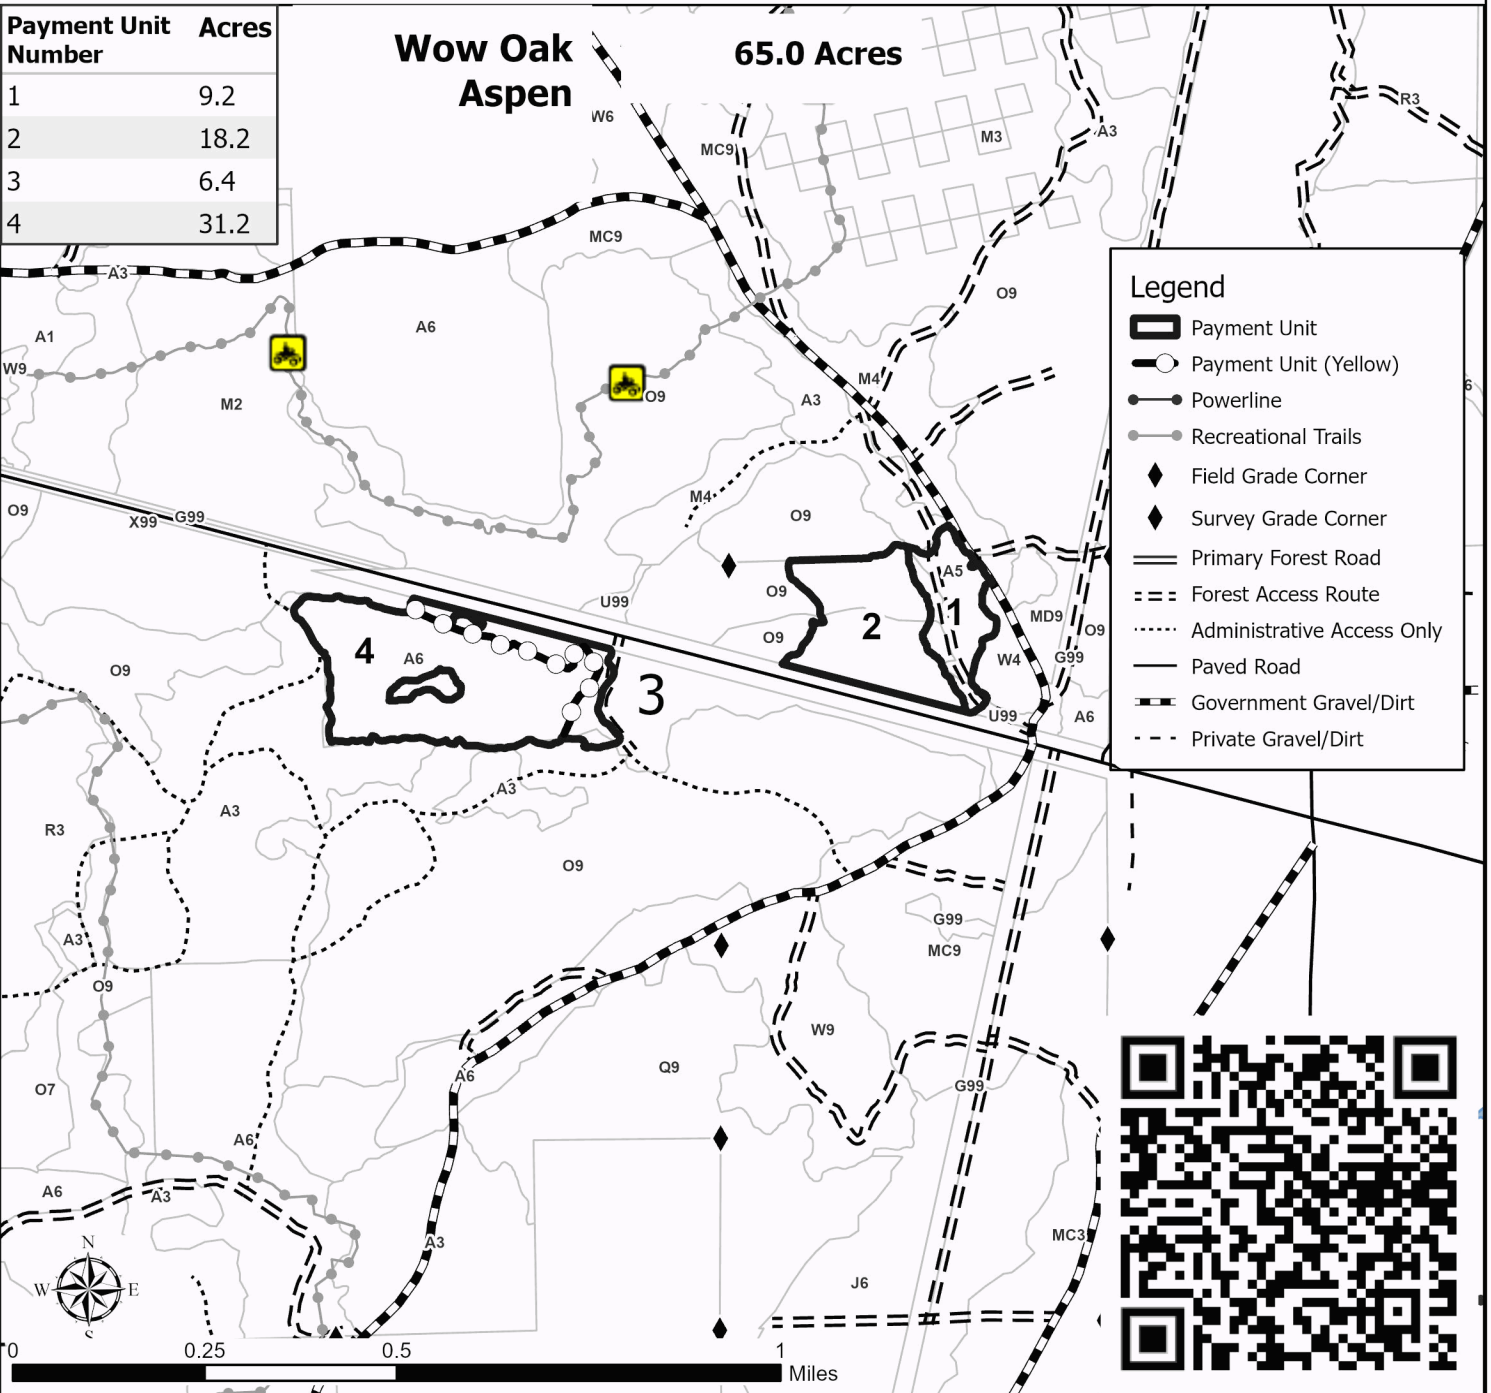 Payment Unit Number Acres
1 9.2
2 18.2
3 6.4
4 31.2
Wow Oak
Aspen
65.0 Acres
W6
MC9
M3
A3
R3
MC9
A3
O9
A1
A6
W9
M4
A3
O9
M2
6
M4
O9
O9
X99
G99
A5
O9
U99
2
1
MD9
O9
O9
4
A6
W4
G99
O9
3
U99
A6
A3
A3
R3
O9
G99
A3
MC9
O9
W9
Q9
A6
G99
O7
A6
A6
A3
A3
MC3
J6
Legend
Payment Unit
Payment Unit (Yellow)
Powerline
Recreational Trails
Field Grade Corner
Survey Grade Corner
Primary Forest Road
Forest Access Route
Administrative Access Only
Paved Road
Government Gravel/Dirt
Private Gravel/Dirt
N
W E
S
0 0.25 0.5 1
Miles